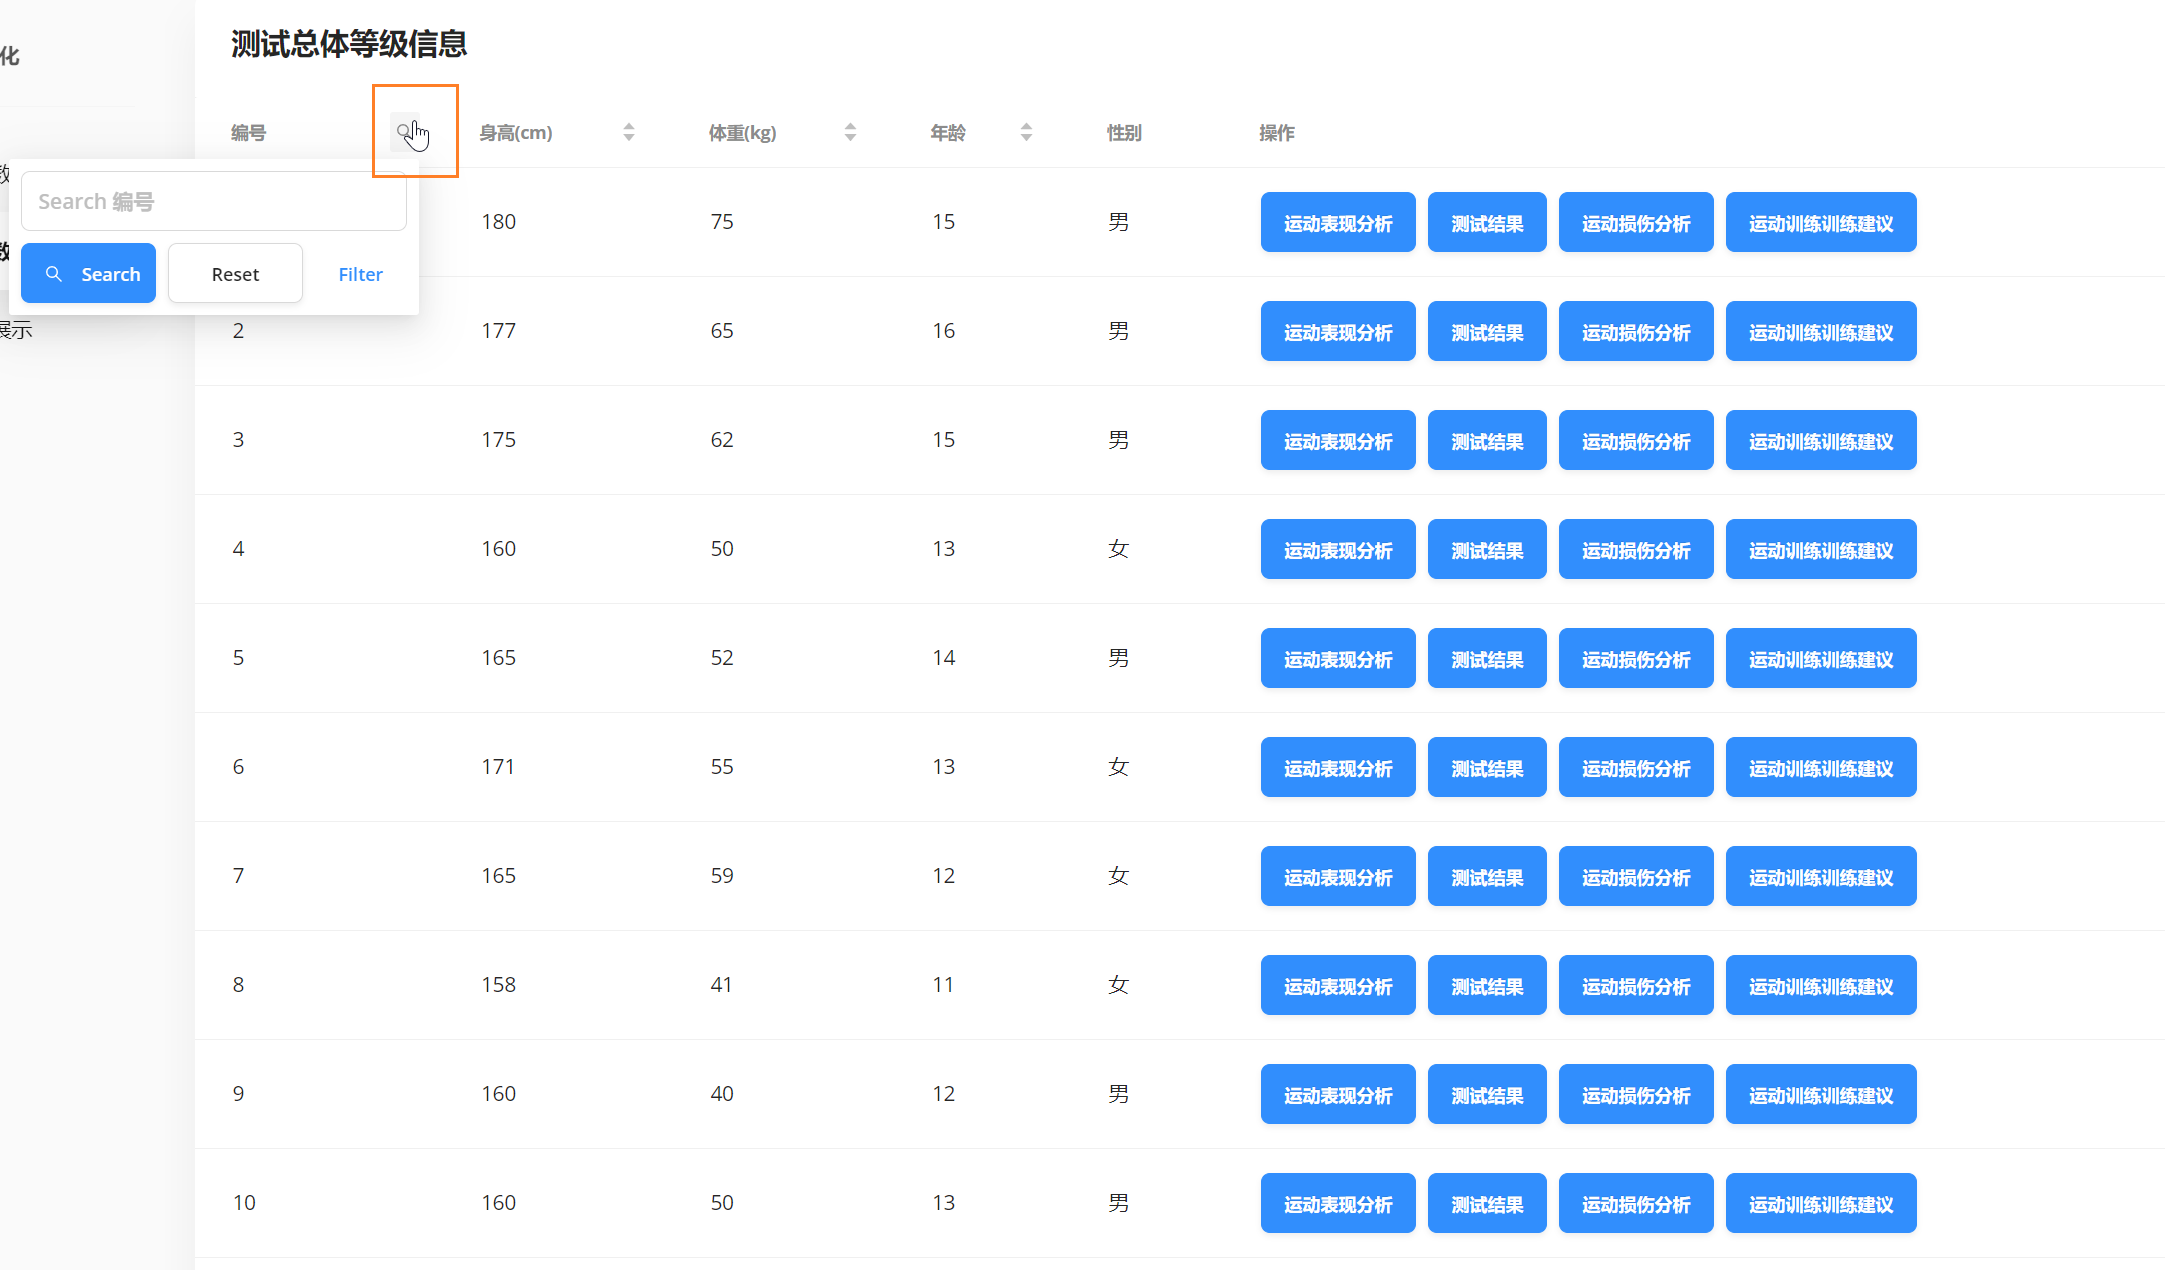 测试总体等级信息
化
编号 身高(cm) 体重(kg) 年龄 性别 操作
Search 编号
Search Reset Filter
展示
180 75 15 男 运动表现分析 测试结果 运动损伤分析 运动训练训练建议
2 177 65 16 男 运动表现分析 测试结果 运动损伤分析 运动训练训练建议
3 175 62 15 男 运动表现分析 测试结果 运动损伤分析 运动训练训练建议
4 160 50 13 女 运动表现分析 测试结果 运动损伤分析 运动训练训练建议
5 165 52 14 男 运动表现分析 测试结果 运动损伤分析 运动训练训练建议
6 171 55 13 女 运动表现分析 测试结果 运动损伤分析 运动训练训练建议
7 165 59 12 女 运动表现分析 测试结果 运动损伤分析 运动训练训练建议
8 158 41 11 女 运动表现分析 测试结果 运动损伤分析 运动训练训练建议
9 160 40 12 男 运动表现分析 测试结果 运动损伤分析 运动训练训练建议
10 160 50 13 男 运动表现分析 测试结果 运动损伤分析 运动训练训练建议